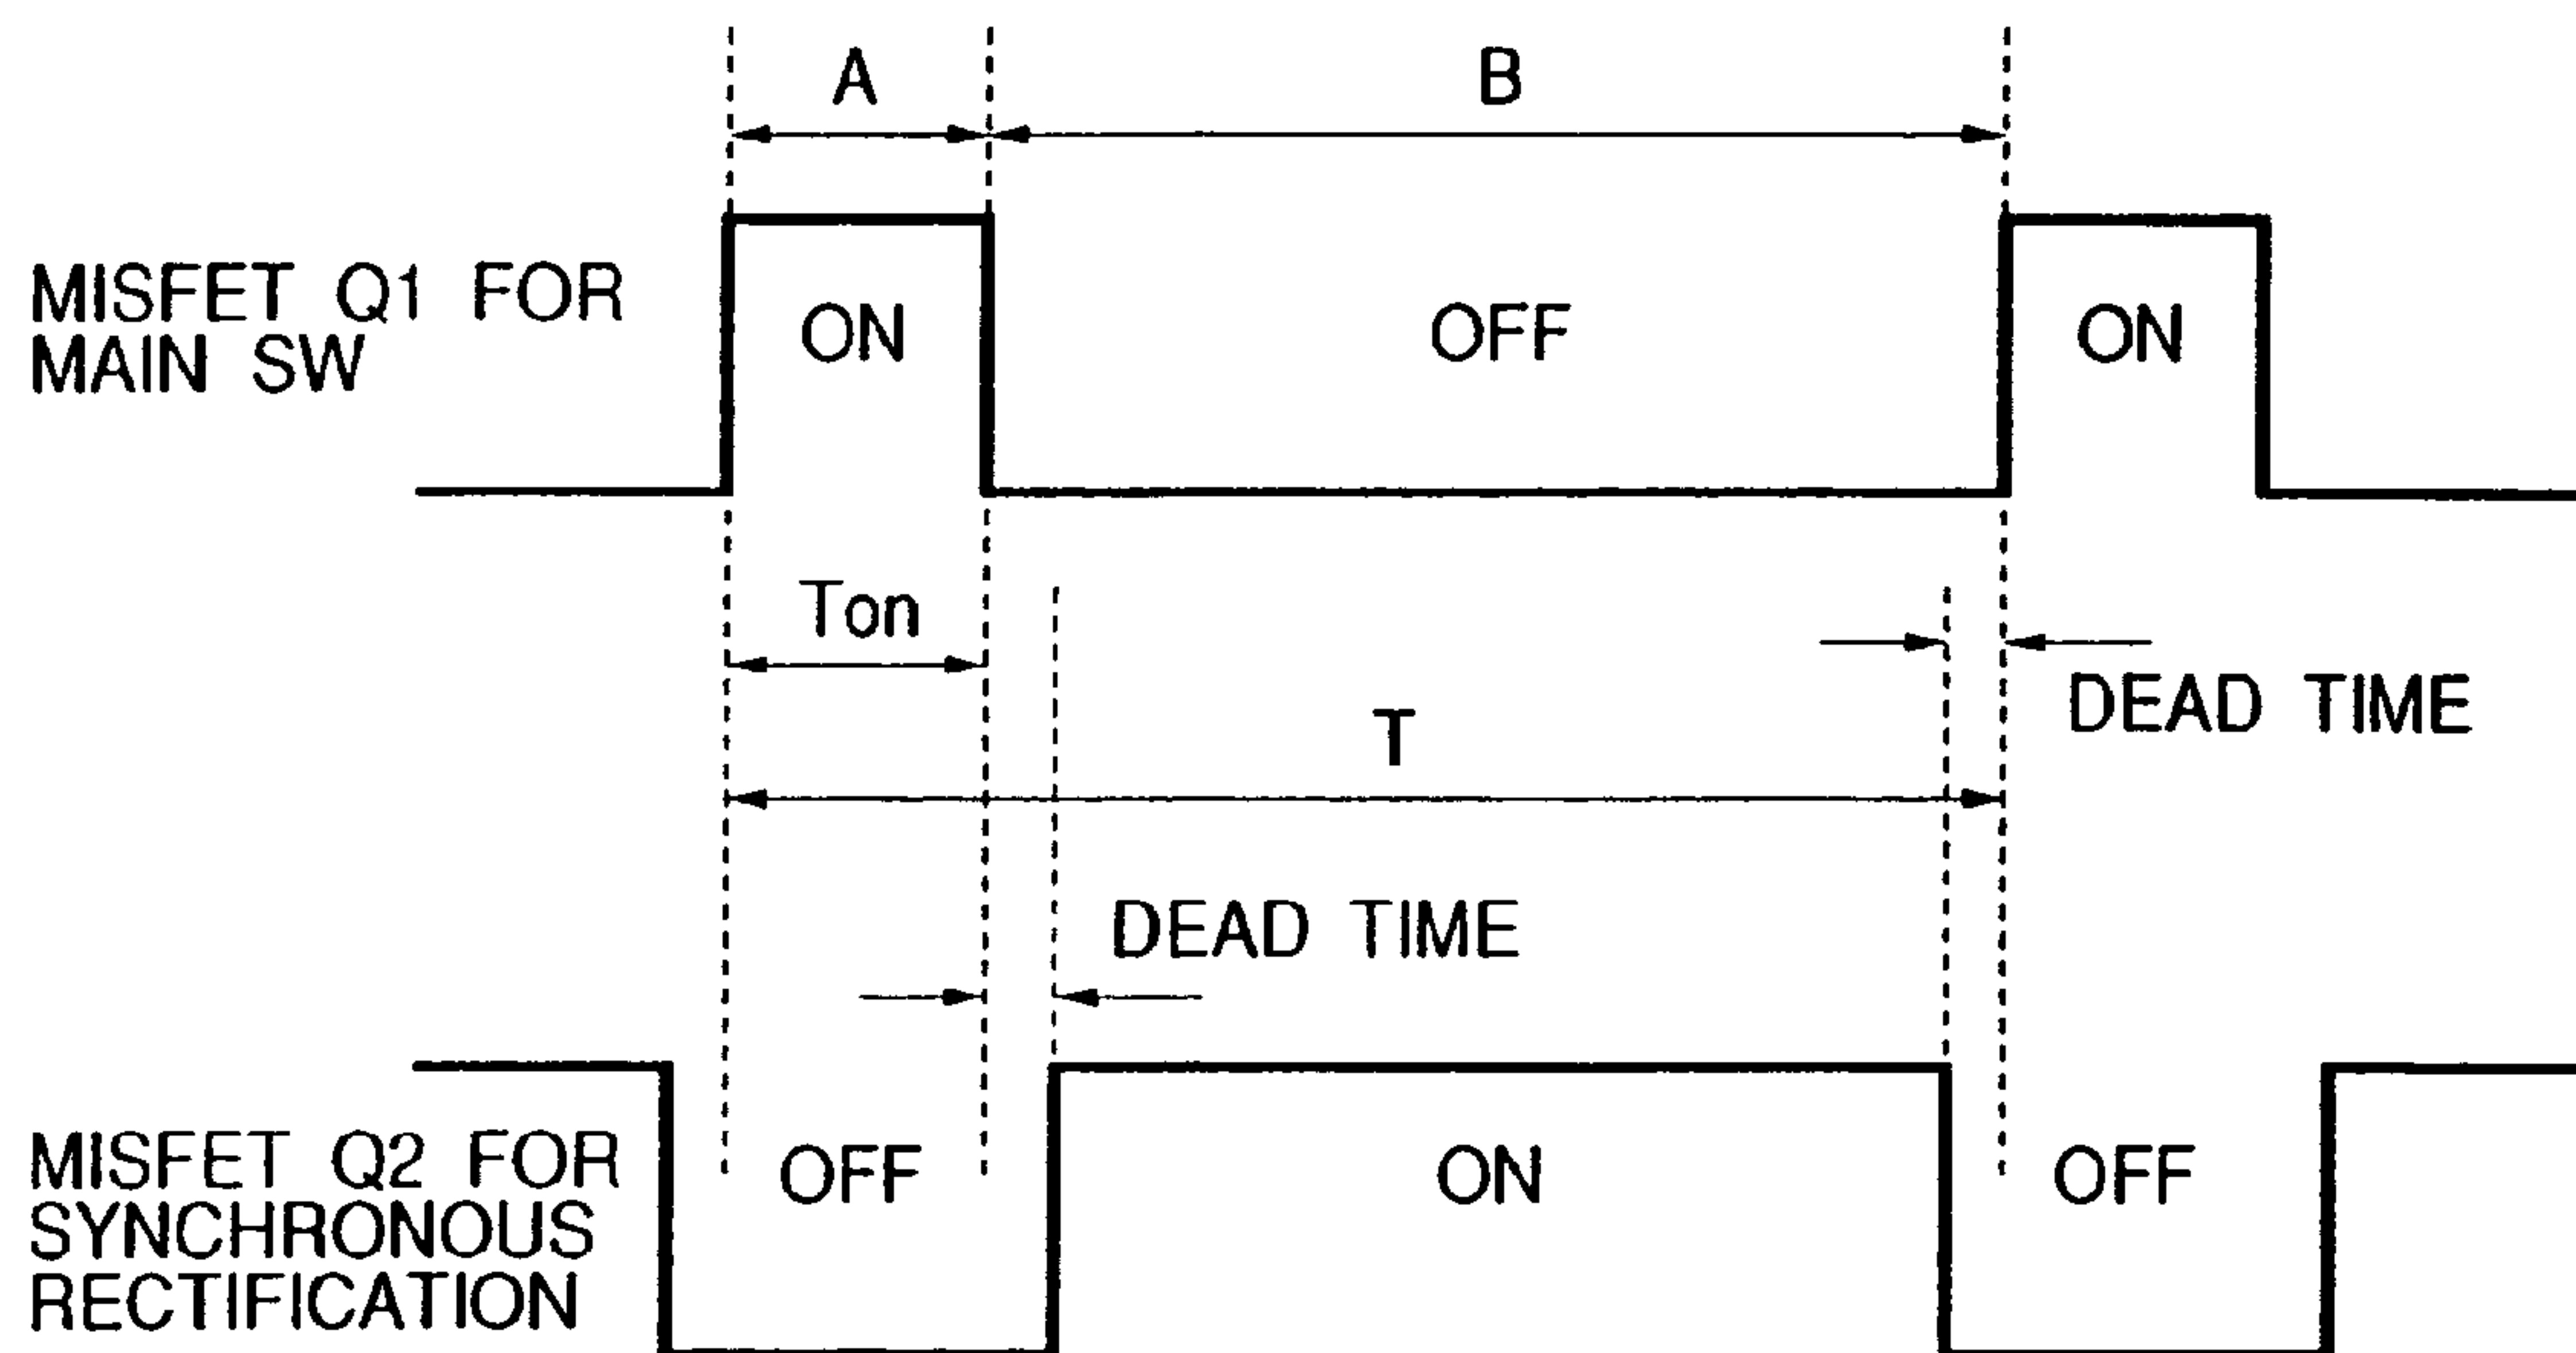 A
B
MISFET Q1 FOR
MAIN SW
ON
OFF
ON
Ton
DEAD TIME
T
DEAD TIME
MISFET Q2 FOR
SYNCHRONOUS
RECTIFICATION
OFF
ON
OFF